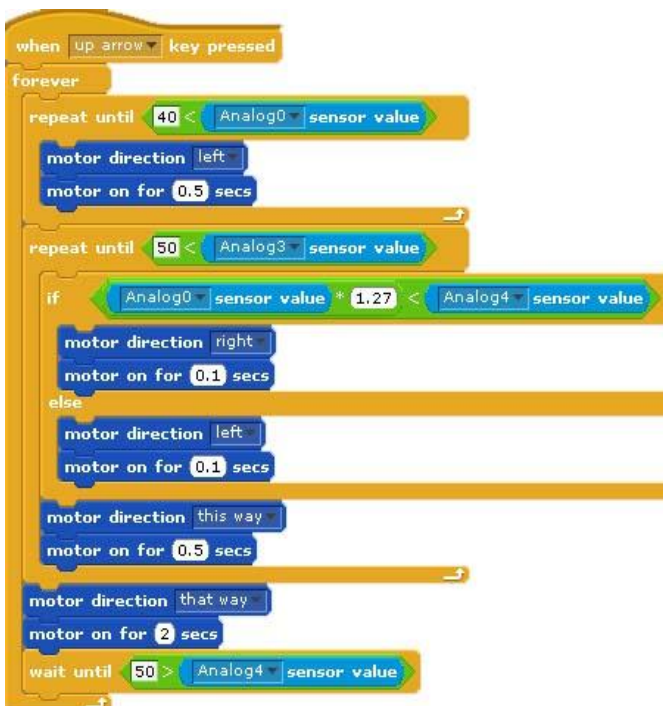 when up arrow key pressed
forever
repeat until 40 < Analog0 sensor value
motor direction left
motor on for 0.5 secs
repeat until 50 < Analog3 sensor value
if Analog0 sensor value * 1.27 < Analog4 sensor value
motor direction right
motor on for 0.1 secs
else
motor direction left
motor on for 0.1 secs
motor direction this way
motor on for 0.5 secs
motor direction that way
motor on for 2 secs
wait until 50 > Analog4 sensor value